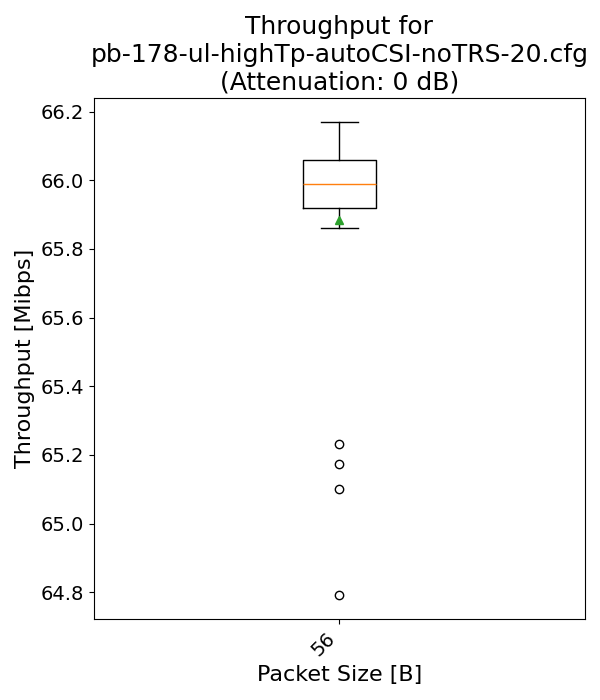 Throughput for
pb-178-ul-highTp-autoCSI-noTRS-20.cfg
(Attenuation: 0 dB)
Throughput [Mibps]
66.2
66.0
65.8
65.6
65.4
65.2
65.0
64.8
56
Packet Size [B]